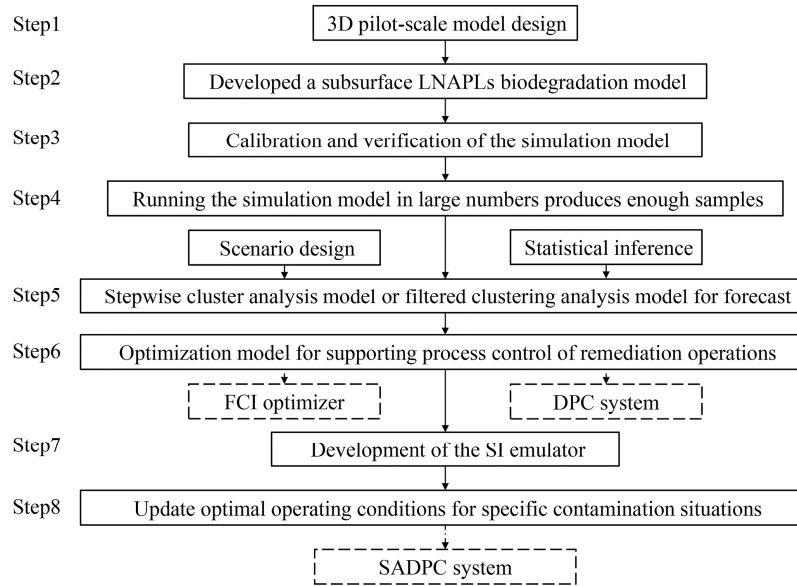 Step1
3D pilot-scale model design
Step2
Developed a subsurface LNAPLs biodegradation model
Step3
Calibration and verification of the simulation model
Step4
Running the simulation model in large numbers produces enough samples
Scenario design
Statistical inference
Step5
Stepwise cluster analysis model or filtered clustering analysis model for forecast
Step6
Optimization model for supporting process control of remediation operations
FCI optimizer
DPC system
Step7
Development of the SI emulator
Step8
Update optimal operating conditions for specific contamination situations
SADPC system